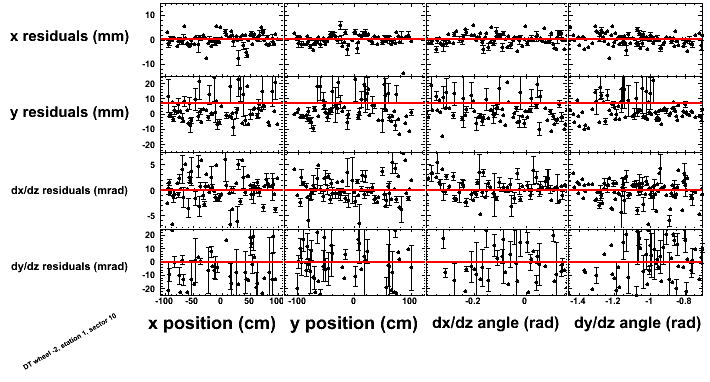 x residuals (mm)
10
5
0
-5
-10
y residuals (mm)
20
10
0
-10
-20
dx/dz residuals (mrad)
5
0
-5
dy/dz residuals (mrad)
20
10
0
-10
-20
-100 -50 0 50 100
-100 0 100
-0.2 0
-1.4 -1.2 -1 -0.8
x position (cm)
y position (cm)
dx/dz angle (rad)
dy/dz angle (rad)
DT wheel -2, station 1, sector 10